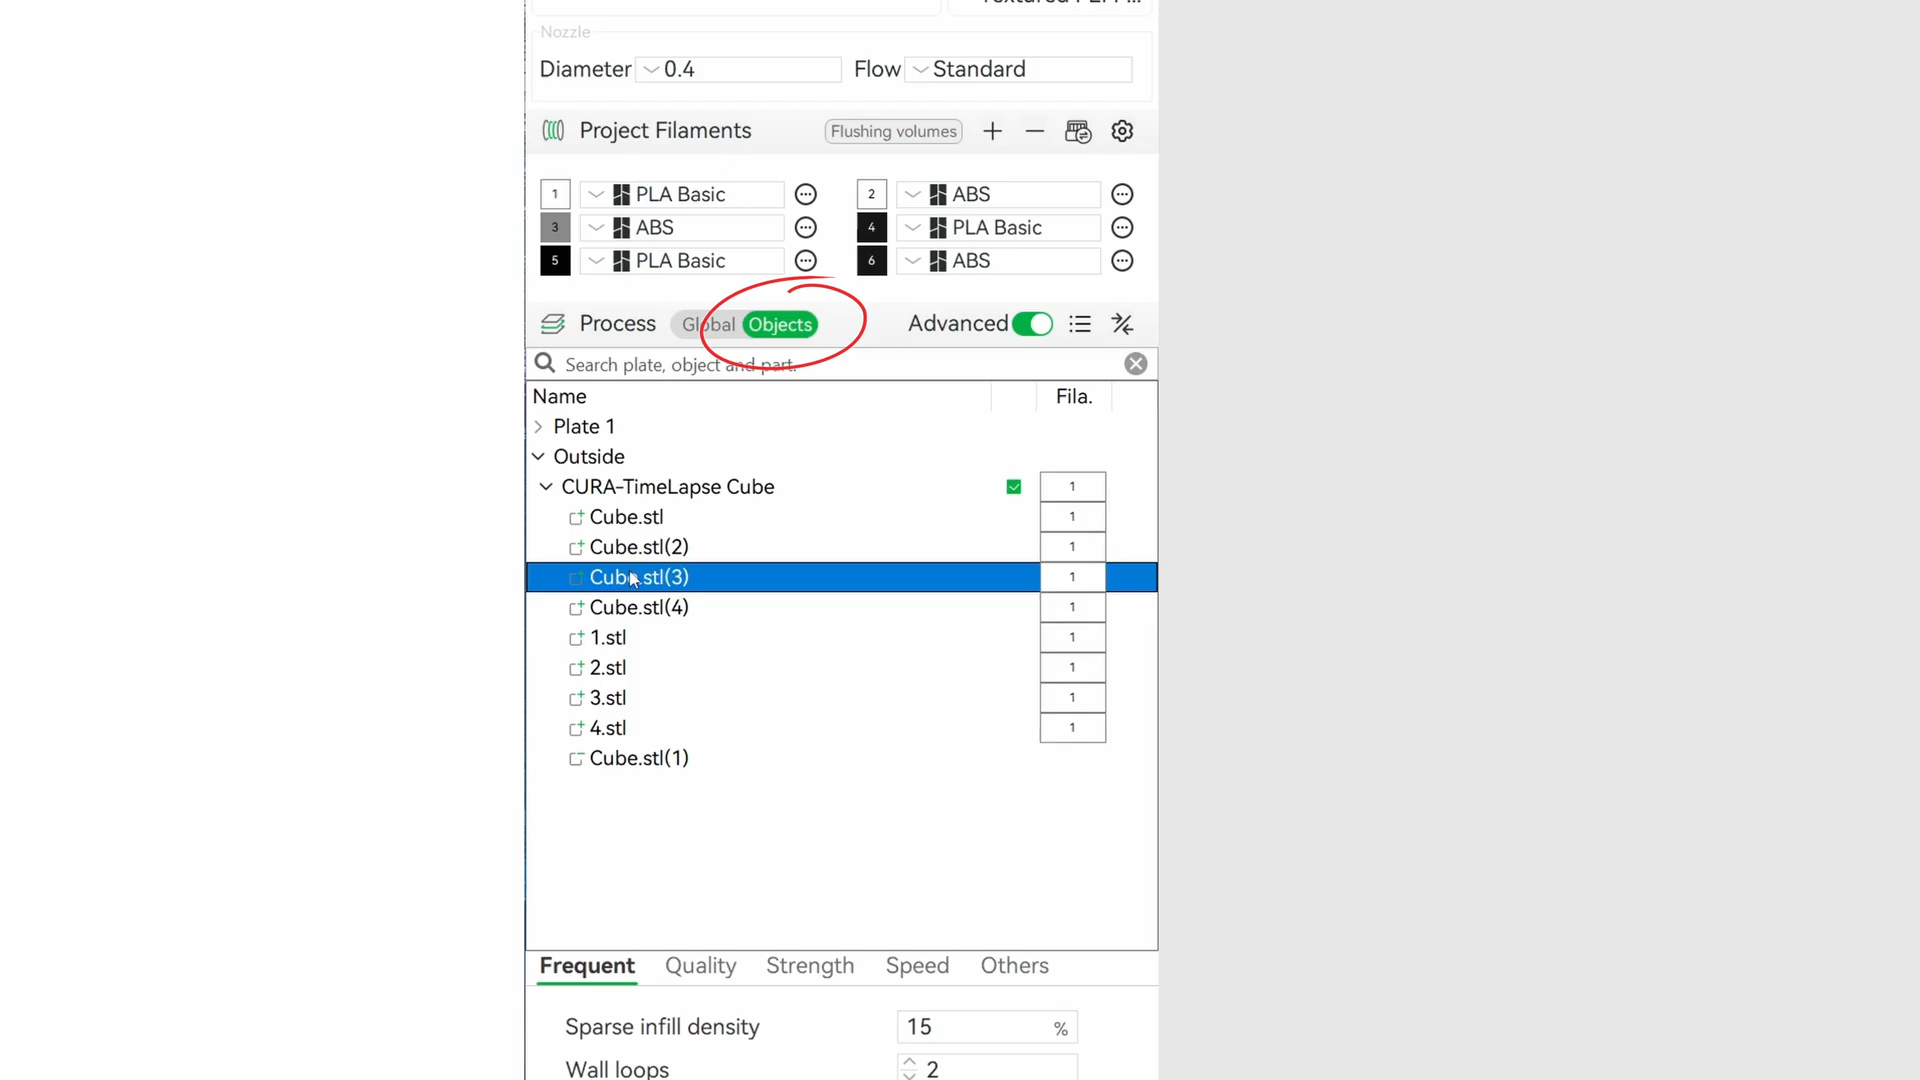 Nozzle
Diameter 0.4 Flow Standard
Project Filaments Flushing volumes
1 PLA Basic 2 ABS
3 ABS 4 PLA Basic
5 PLA Basic 6 ABS
Process Global Objects Advanced
Search plate, object and part.
Name Fila.
Plate 1
Outside
CURA-TimeLapse Cube 1
Cube.stl 1
Cube.stl(2) 1
Cube.stl(3) 1
Cube.stl(4) 1
1.stl 1
2.stl 1
3.stl 1
4.stl 1
Cube.stl(1)
Frequent Quality Strength Speed Others
Sparse infill density 15 %
Wall loops 2